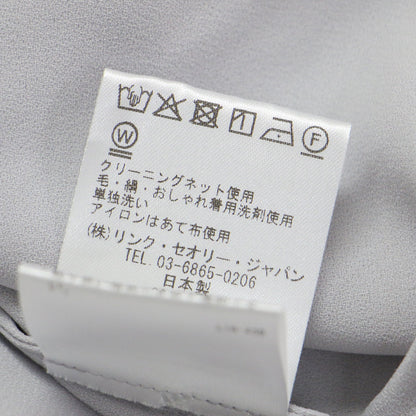 F
W
クリーニングネット使用
毛・絹・おしゃれ着用洗剤使用
単独洗い
アイロンはあて布使用
(株)リンク・セオリー・ジャパン
TEL. 03-6865-0206
日本製